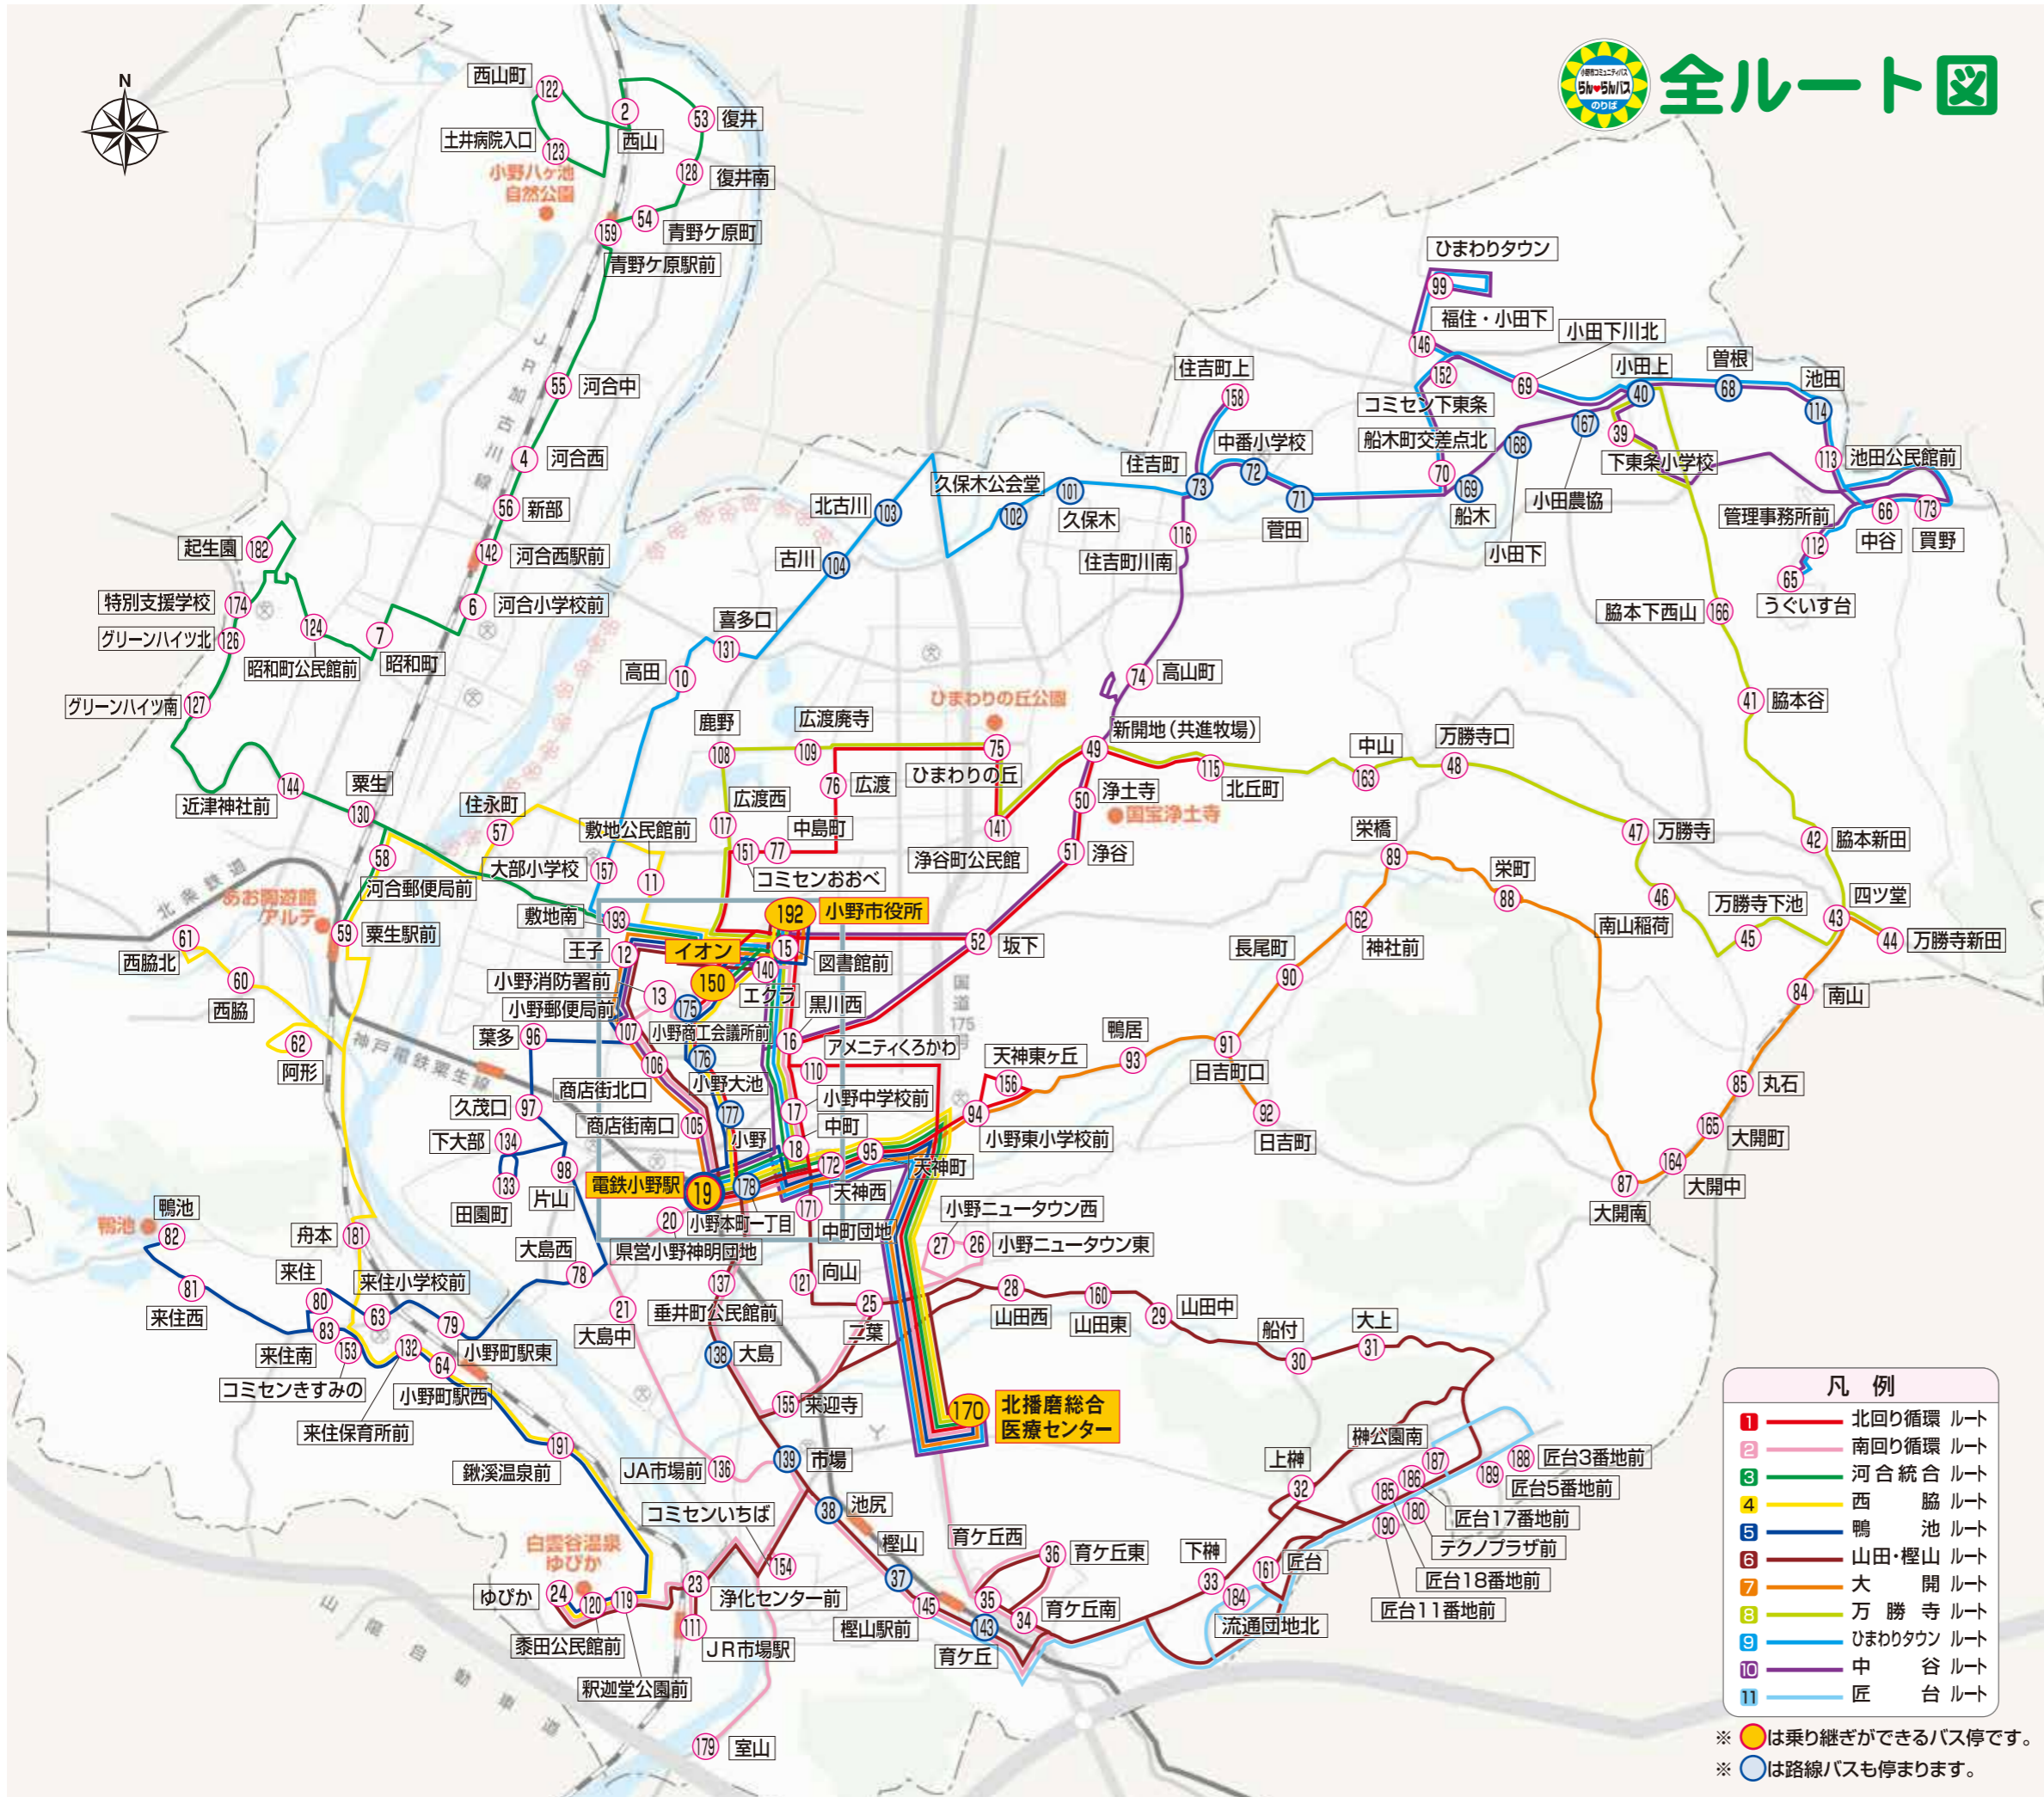 小野市コミュニティバス
らん♥らんバス
のりば
全ルート図
N
西山町
122
2
西山
53
復井
土井病院入口
123
128
復井南
小野八ヶ池
自然公園
54
青野ケ原町
159
青野ケ原駅前
JR加古川線
55
河合中
4
河合西
56
新部
142
河合西駅前
6
河合小学校前
起生園
182
特別支援学校
174
グリーンハイツ北
126
124
昭和町公民館前
7
昭和町
グリーンハイツ南
127
144
近津神社前
粟生
130
58
河合郵便局前
北条鉄道
あお陶遊館
アルテ
59
粟生駅前
61
西脇北
60
西脇
62
阿形
神戸電鉄粟生線
住永町
57
敷地公民館前
11
大部小学校
157
敷地南
193
王子
12
ひまわりタウン
99
福住・小田下
146
小田下川北
69
152
コミセン下東条
小田上
40
曽根
68
池田
114
39
下東条小学校
167
小田農協
168
小田下
船木町交差点北
70
169
船木
113
池田公民館前
管理事務所前
112
66
中谷
173
買野
65
うぐいす台
住吉町上
158
中番小学校
72
住吉町
73
71
菅田
116
住吉町川南
久保木公会堂
102
101
久保木
北古川
103
古川
104
喜多口
131
高田
10
74
高山町
脇本下西山
166
41
脇本谷
42
脇本新田
四ツ堂
43
44
万勝寺新田
万勝寺下池
45
46
南山稲荷
47
万勝寺
万勝寺口
48
中山
163
115
北丘町
新開地(共進牧場)
49
50
浄土寺
国宝浄土寺
51
浄谷
ひまわりの丘公園
75
ひまわりの丘
141
浄谷町公民館
鹿野
108
広渡廃寺
109
76
広渡
広渡西
117
中島町
151
77
コミセンおおべ
192
小野市役所
イオン
150
15
図書館前
140
エクラ
52
坂下
小野消防署前
13
175
小野商工会議所前
小野郵便局前
107
176
小野大池
106
商店街北口
177
小野
商店街南口
105
電鉄小野駅
19
178
小野本町一丁目
20
県営小野神明団地
黒川西
16
アメニティくろかわ
110
17
小野中学校前
中町
18
172
天神西
95
天神町
171
中町団地
国道175号
天神東ヶ丘
156
94
小野東小学校前
鴨居
93
91
日吉町口
92
日吉町
長尾町
90
162
神社前
栄橋
89
栄町
88
84
南山
85
丸石
165
大開町
164
大開中
87
大開南
葉多
96
久茂口
97
下大部
134
133
田園町
98
片山
鴨池
鴨池
82
81
来住西
舟本
181
来住
80
来住小学校前
63
79
小野町駅東
83
来住南
153
コミセンきすみの
132
来住保育所前
64
小野町駅西
大島西
78
21
大島中
137
垂井町公民館前
138
大島
向山
121
25
二葉
小野ニュータウン西
27
26
小野ニュータウン東
28
山田西
160
山田東
29
山田中
船付
30
大上
31
170
北播磨総合
医療センター
155
来迎寺
139
市場
JA市場前
136
38
池尻
コミセンいちば
154
樫山
37
145
樫山駅前
143
育ケ丘
育ケ丘西
35
36
育ケ丘東
34
育ケ丘南
191
鍬溪温泉前
白雲谷温泉
ゆぴか
ゆぴか
24
120
119
黍田公民館前
釈迦堂公園前
23
浄化センター前
111
JR市場駅
179
室山
山陽自動車道
下榊
33
上榊
32
榊公園南
187
186
185
180
190
189
188
匠台3番地前
匠台5番地前
匠台17番地前
テクノプラザ前
匠台18番地前
匠台11番地前
匠台
161
184
流通団地北
凡例
1 北回り循環 ルート
2 南回り循環 ルート
3 河合統合 ルート
4 西脇 ルート
5 鴨池 ルート
6 山田・樫山 ルート
7 大開 ルート
8 万勝寺 ルート
9 ひまわりタウン ルート
10 中谷 ルート
11 匠台 ルート
※ は乗り継ぎができるバス停です。
※ は路線バスも停まります。